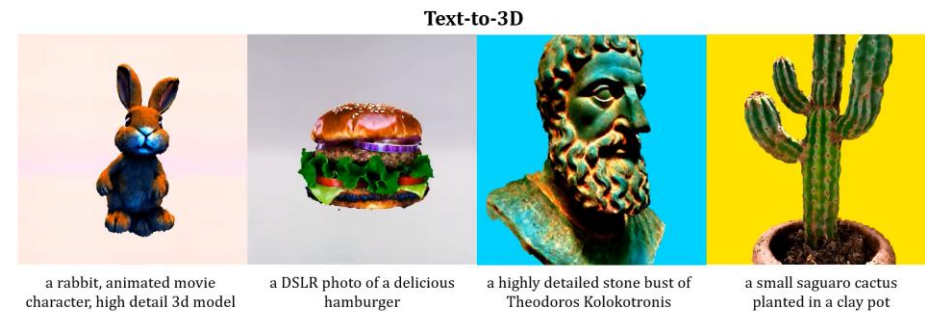 Text-to-3D
a rabbit, animated movie
character, high detail 3d model
a DSLR photo of a delicious
hamburger
a highly detailed stone bust of
Theodoros Kolokotronis
a small saguaro cactus
planted in a clay pot